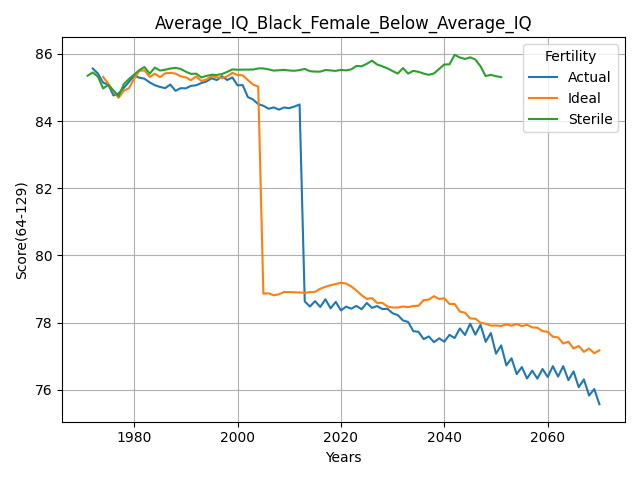 Average_IQ_Black_Female_Below_Average_IQ
Score(64-129)
86
84
82
80
78
76
Fertility
Actual
Ideal
Sterile
1980
2000
2020
2040
2060
Years